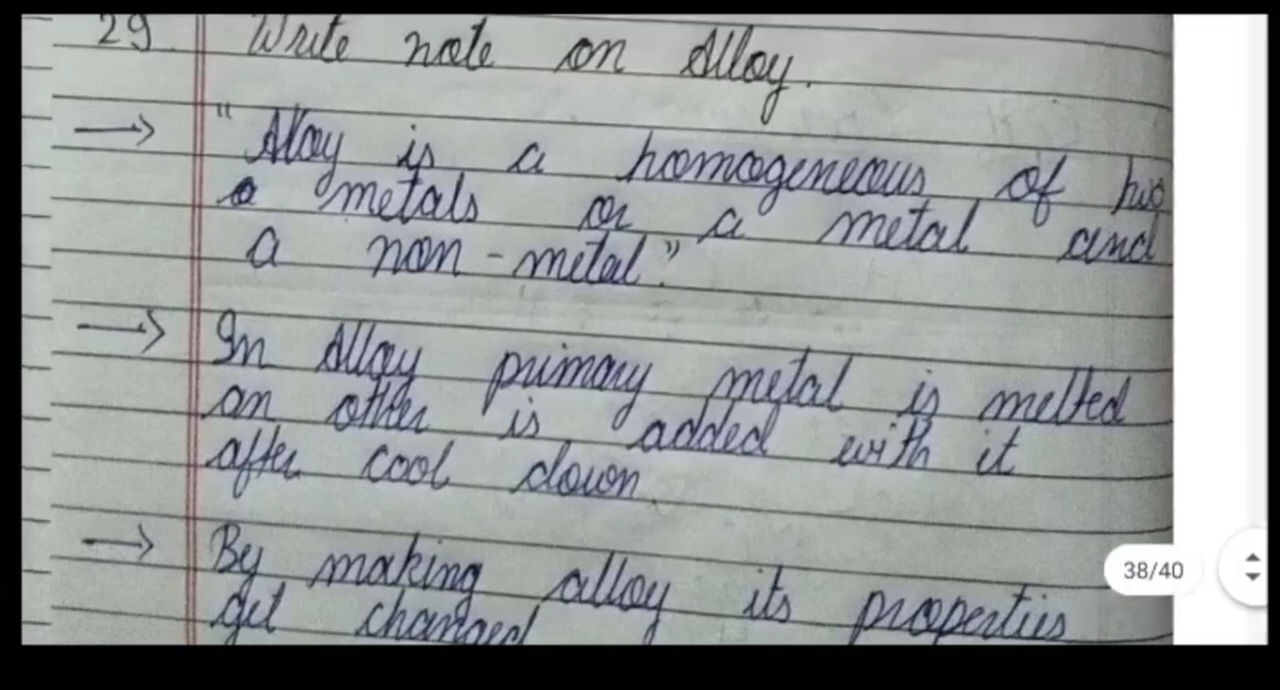 29. Write note on Alloy.
→ "Alloy is a homogeneous of two
a metals or a metal and
a non-metal."
→ In Alloy primary metal is melted
an other is added with it
after cool down.
→ By making alloy its properties
get changed
38/40